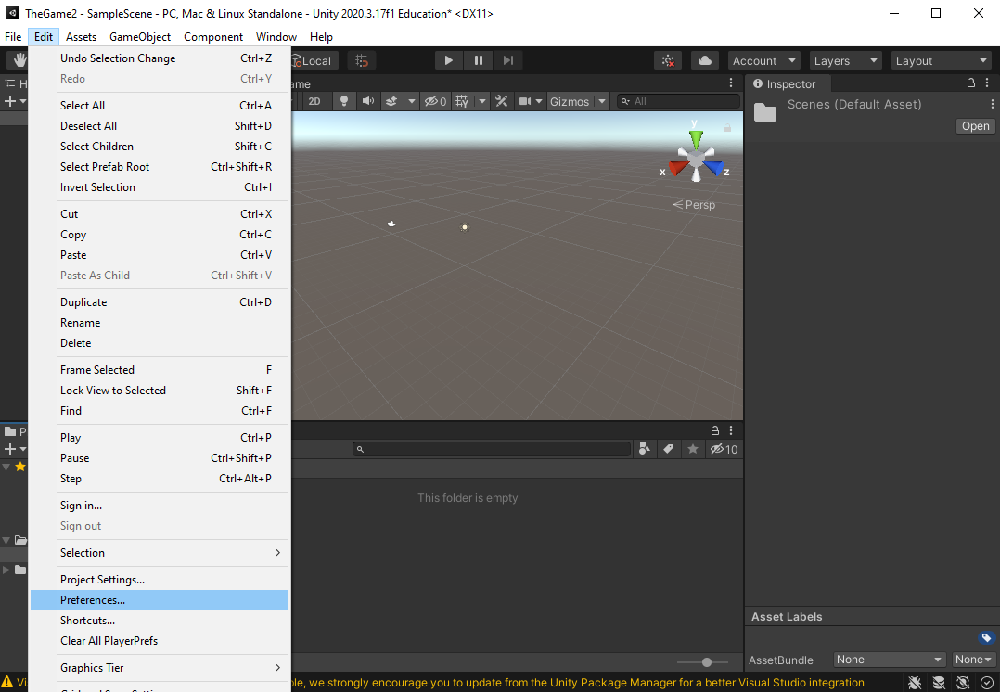 TheGame2 - SampleScene - PC, Mac & Linux Standalone - Unity 2020.3.17f1 Education* <DX11>
File Edit Assets GameObject Component Window Help
Local
Account Layers Layout
Undo Selection Change Ctrl+Z
Redo Ctrl+Y
Select All Ctrl+A
Deselect All Shift+D
Select Children Shift+C
Select Prefab Root Ctrl+Shift+R
Invert Selection Ctrl+I
Cut Ctrl+X
Copy Ctrl+C
Paste Ctrl+V
Paste As Child Ctrl+Shift+V
Duplicate Ctrl+D
Rename
Delete
Frame Selected F
Lock View to Selected Shift+F
Find Ctrl+F
Play Ctrl+P
Pause Ctrl+Shift+P
Step Ctrl+Alt+P
Sign in...
Sign out
Selection
Project Settings...
Preferences...
Shortcuts...
Clear All PlayerPrefs
Graphics Tier
H
ame
2D 0 Gizmos All
y
x z
Persp
P
10
This folder is empty
Inspector
Scenes (Default Asset)
Open
Asset Labels
AssetBundle None None
Vi
ble, we strongly encourage you to update from the Unity Package Manager for a better Visual Studio integration